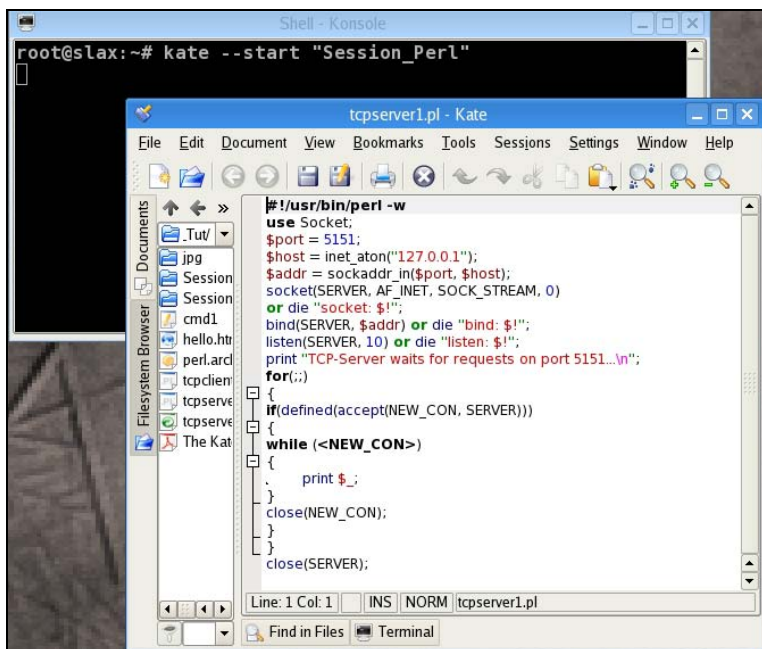 Shell - Konsole
root@slax:~# kate --start "Session_Perl"
tcpserver1.pl - Kate
File Edit Document View Bookmarks Tools Sessions Settings Window Help
Documents
Filesystem Browser
_Tut/
jpg
Session
Session
cmd1
hello.htm
perl.arcl
tcpclien
tcpserve
tcpserve
The Kat
#!/usr/bin/perl -w
use Socket;
$port = 5151;
$host = inet_aton("127.0.0.1");
$addr = sockaddr_in($port, $host);
socket(SERVER, AF_INET, SOCK_STREAM, 0)
or die "socket: $!";
bind(SERVER, $addr) or die "bind: $!";
listen(SERVER, 10) or die "listen: $!";
print "TCP-Server waits for requests on port 5151...\n";
for(;;)
{
if(defined(accept(NEW_CON, SERVER)))
{
while (<NEW_CON>)
{
print $_;
}
close(NEW_CON);
}
}
close(SERVER);
Line: 1 Col: 1 INS NORM tcpserver1.pl
Find in Files Terminal